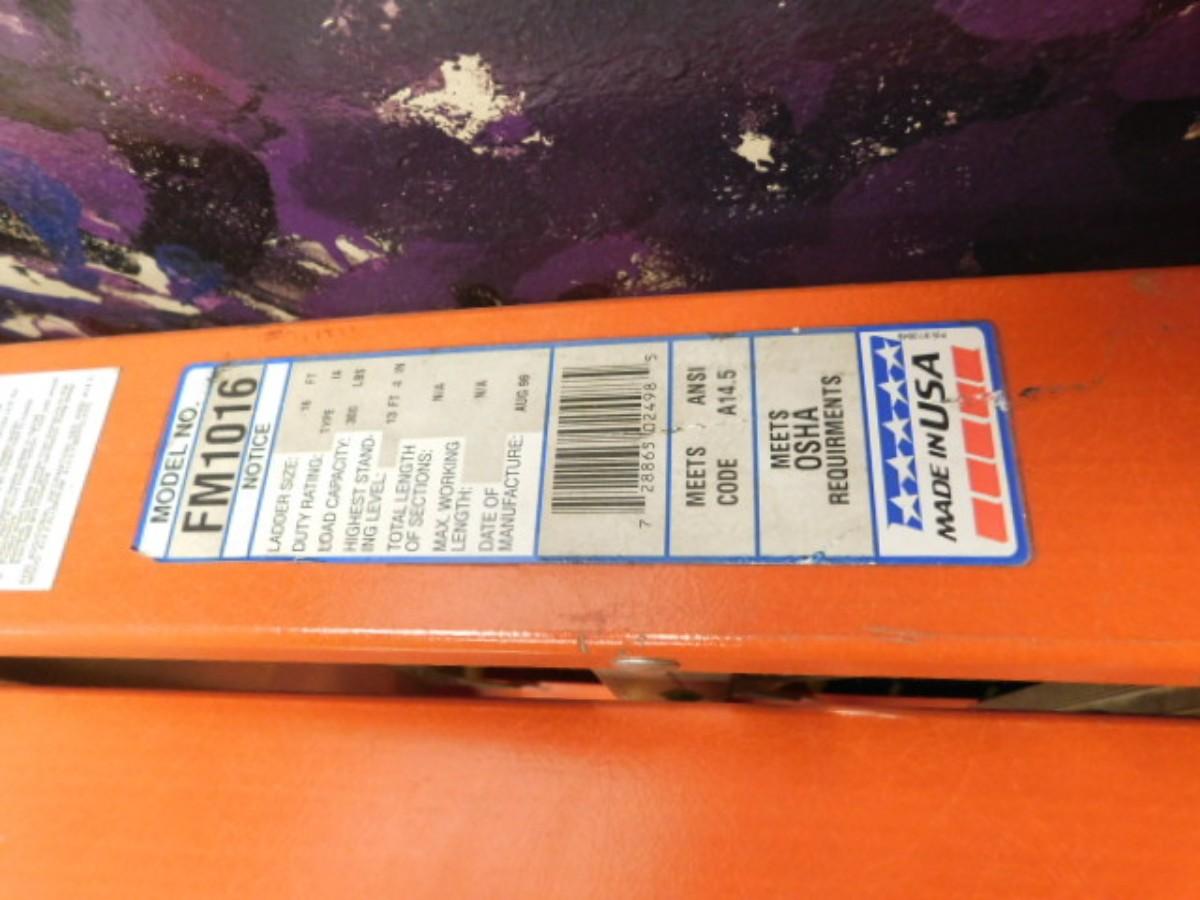 MODEL NO.
FM1016
NOTICE
LADDER SIZE: 16 FT
DUTY RATING: TYPE IA
LOAD CAPACITY: 300 LBS
HIGHEST STAND-
ING LEVEL: 13 FT 4 IN
TOTAL LENGTH
OF SECTIONS: N/A
MAX. WORKING
LENGTH: N/A
DATE OF
MANUFACTURE: AUG 99
7 28865 02498 5
MEETS ANSI
CODE A14.5
MEETS
OSHA
REQUIRMENTS
MADE IN USA